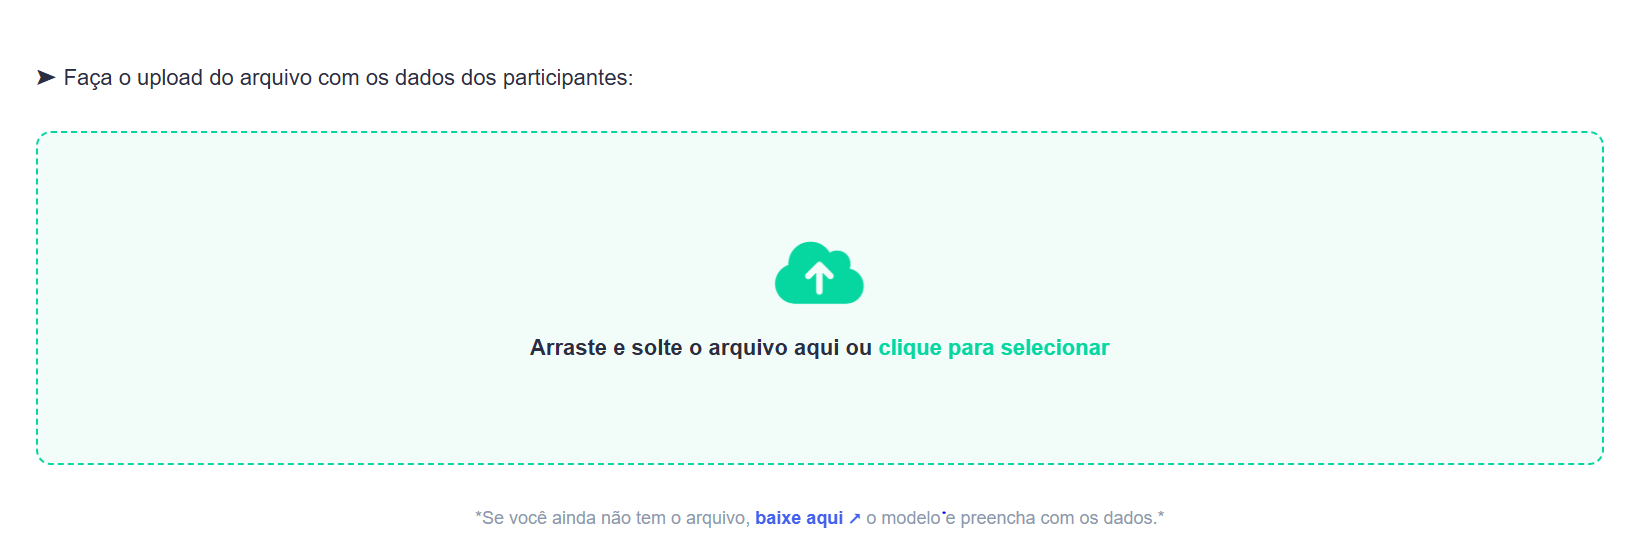 ➤ Faça o upload do arquivo com os dados dos participantes:
Arraste e solte o arquivo aqui ou clique para selecionar
*Se você ainda não tem o arquivo, baixe aqui ➚ o modelo e preencha com os dados.*